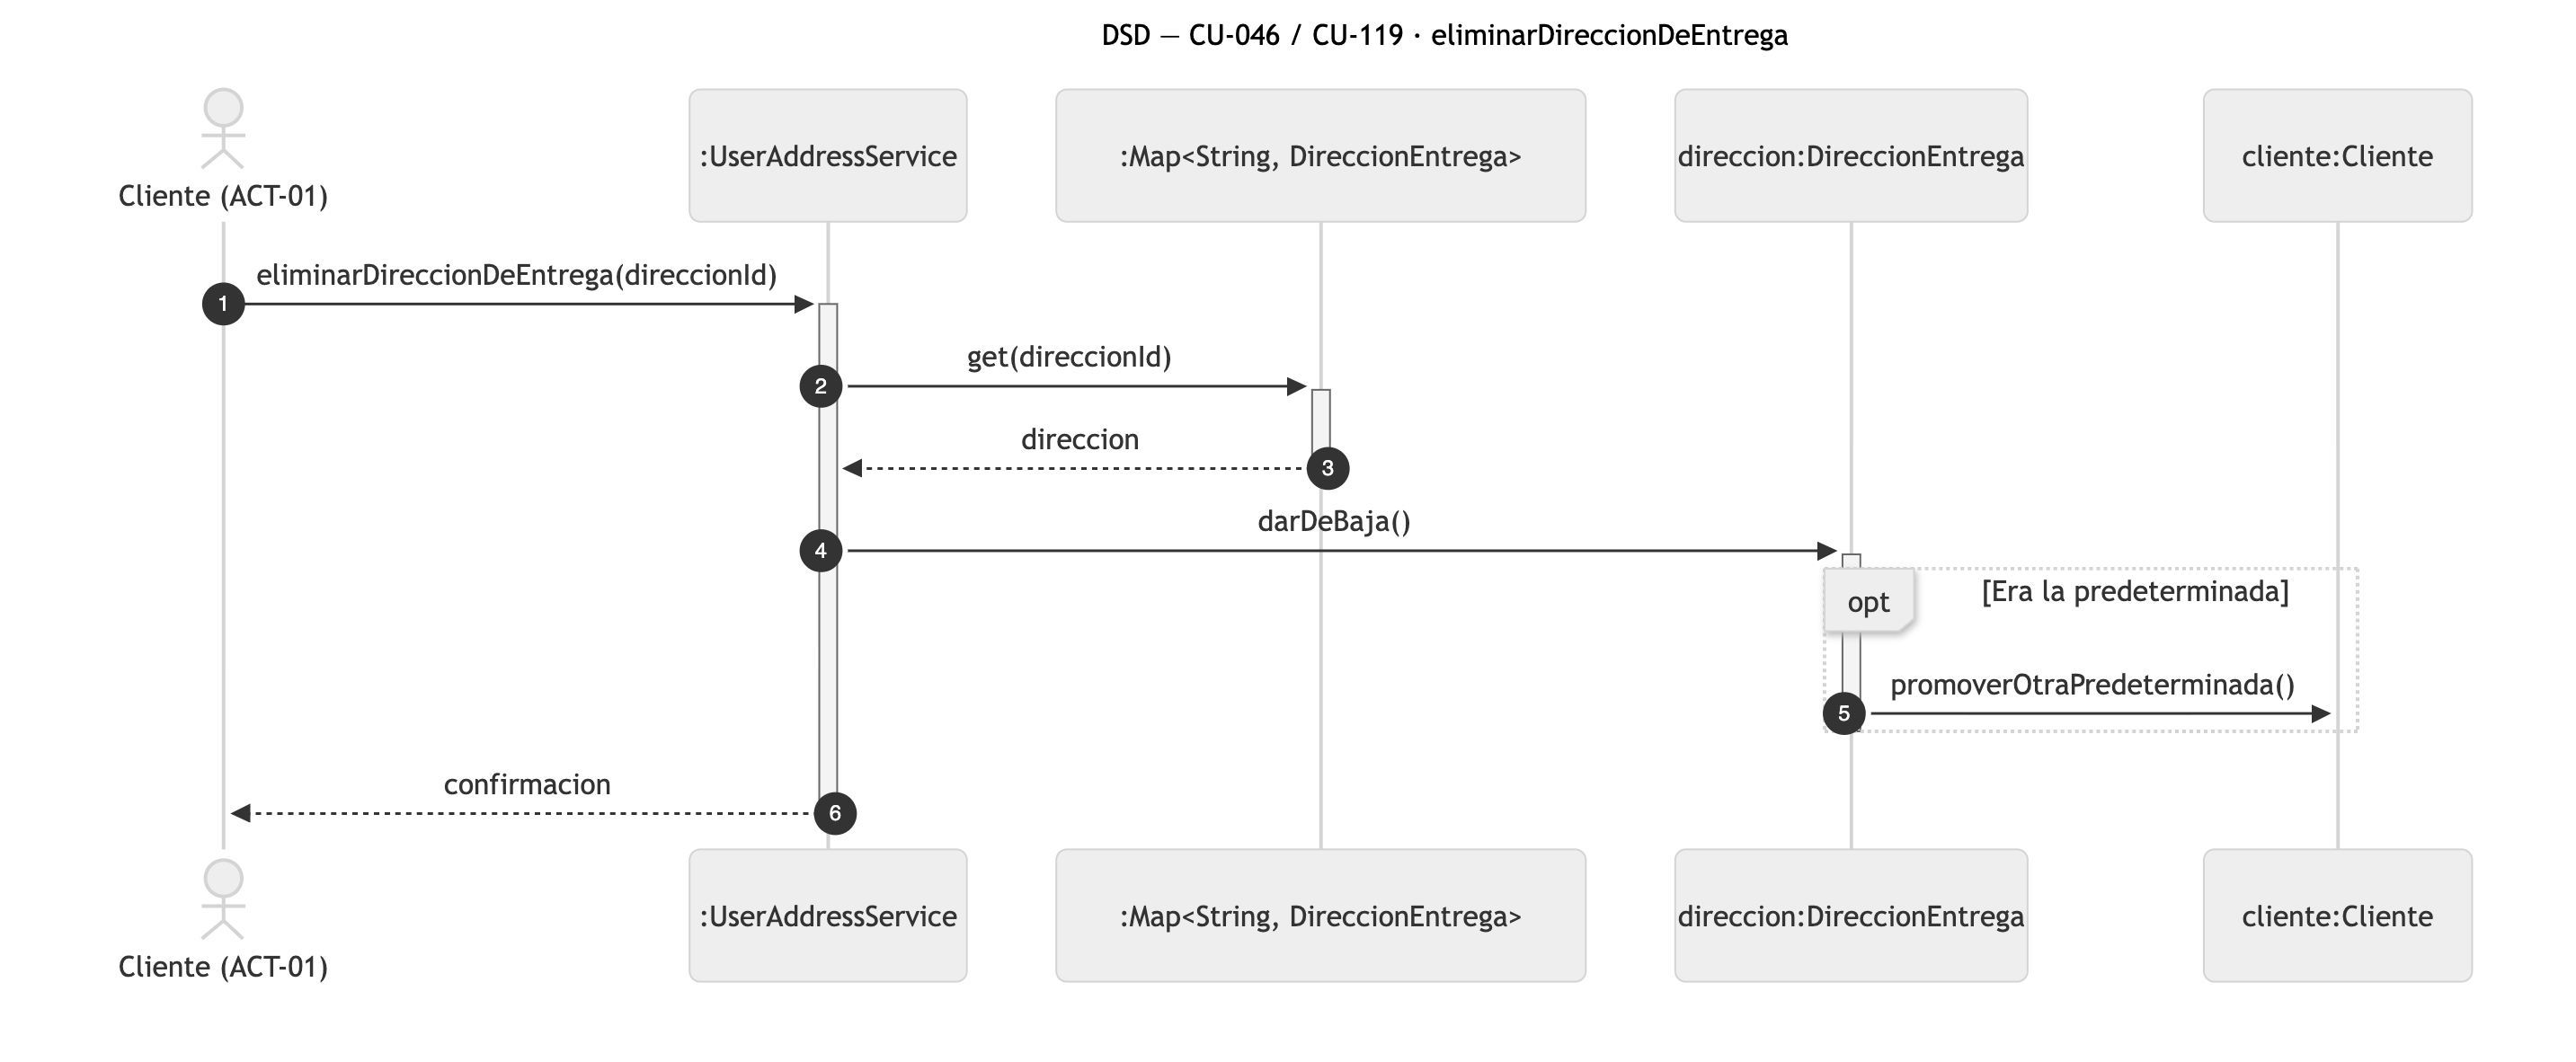 DSD — CU-046 / CU-119 · eliminarDireccionDeEntrega
Cliente (ACT-01)
:UserAddressService
:Map<String, DireccionEntrega>
direccion:DireccionEntrega
cliente:Cliente
1
eliminarDireccionDeEntrega(direccionId)
2
get(direccionId)
direccion
3
4
darDeBaja()
opt
[Era la predeterminada]
5
promoverOtraPredeterminada()
confirmacion
6
Cliente (ACT-01)
:UserAddressService
:Map<String, DireccionEntrega>
direccion:DireccionEntrega
cliente:Cliente